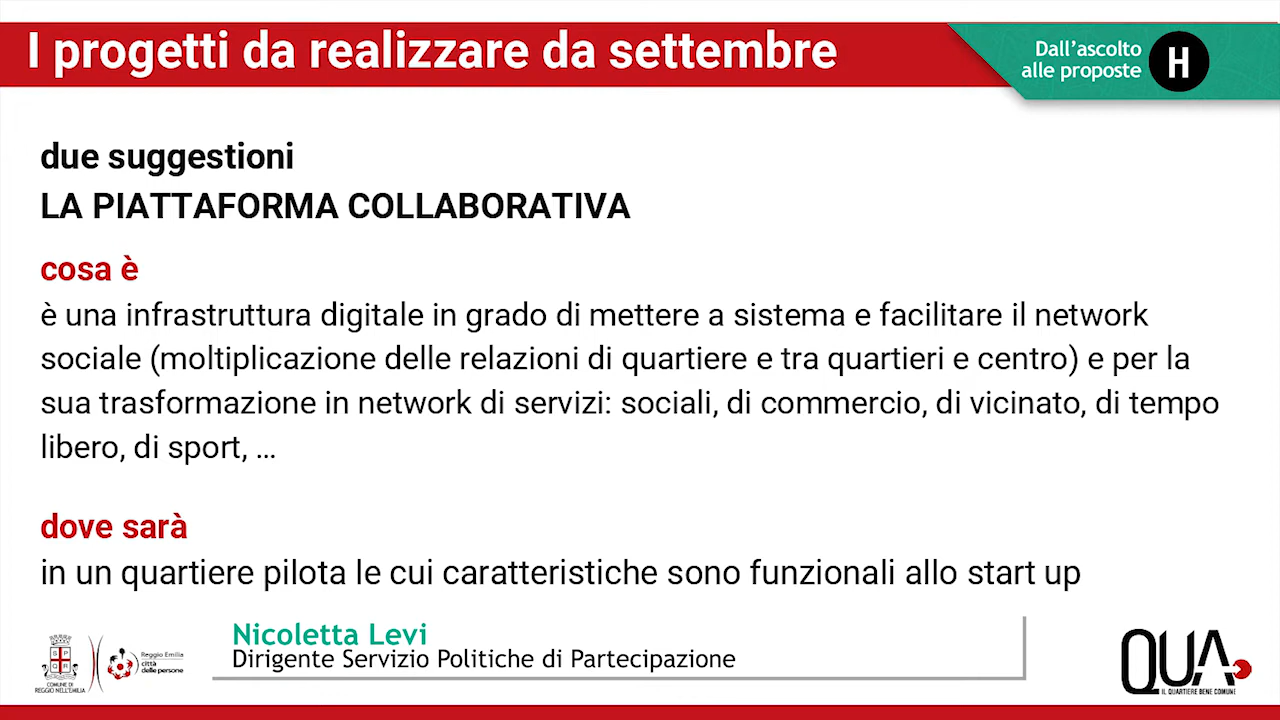 I progetti da realizzare da settembre
Dall'ascolto
alle proposte
H
due suggestioni
LA PIATTAFORMA COLLABORATIVA
cosa è
è una infrastruttura digitale in grado di mettere a sistema e facilitare il network
sociale (moltiplicazione delle relazioni di quartiere e tra quartieri e centro) e per la
sua trasformazione in network di servizi: sociali, di commercio, di vicinato, di tempo
libero, di sport, ...
dove sarà
in un quartiere pilota le cui caratteristiche sono funzionali allo start up
Nicoletta Levi
Dirigente Servizio Politiche di Partecipazione
COMUNE DI
REGGIO NELL'EMILIA
Reggio Emilia
città
delle persone
QUA
IL QUARTIERE BENE COMUNE